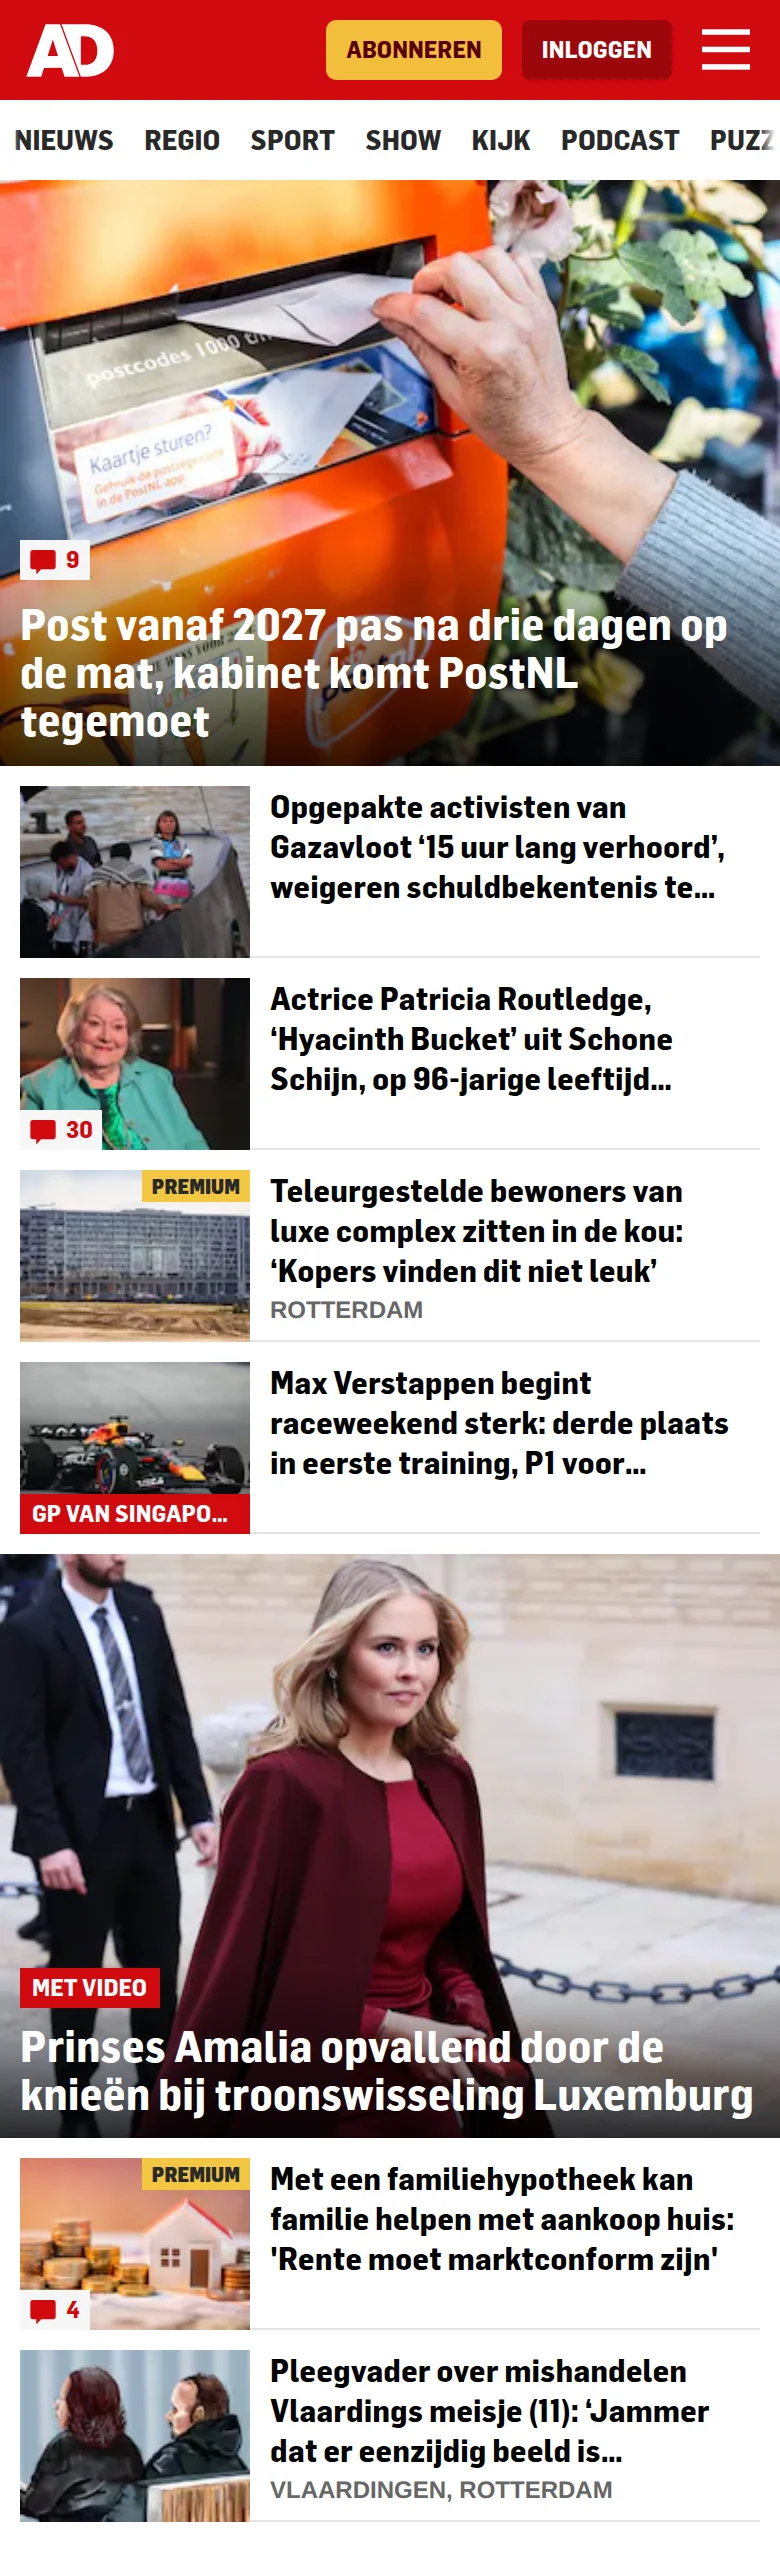 AD
ABONNEREN
INLOGGEN
NIEUWS REGIO SPORT SHOW KIJK PODCAST PUZZ
postcodes 1000 t/m
Kaartje sturen?
Gebruik de postzegelcode
in de PostNL-app
9
Post vanaf 2027 pas na drie dagen op
de mat, kabinet komt PostNL
tegemoet
Opgepakte activisten van
Gazavloot ‘15 uur lang verhoord’,
weigeren schuldbekentenis te...
Actrice Patricia Routledge,
‘Hyacinth Bucket’ uit Schone
Schijn, op 96-jarige leeftijd...
30
PREMIUM
Teleurgestelde bewoners van
luxe complex zitten in de kou:
‘Kopers vinden dit niet leuk’
ROTTERDAM
Max Verstappen begint
raceweekend sterk: derde plaats
in eerste training, P1 voor...
GP VAN SINGAPO...
MET VIDEO
Prinses Amalia opvallend door de
knieën bij troonswisseling Luxemburg
PREMIUM
4
Met een familiehypotheek kan
familie helpen met aankoop huis:
'Rente moet marktconform zijn'
Pleegvader over mishandelen
Vlaardings meisje (11): ‘Jammer
dat er eenzijdig beeld is...
VLAARDINGEN, ROTTERDAM